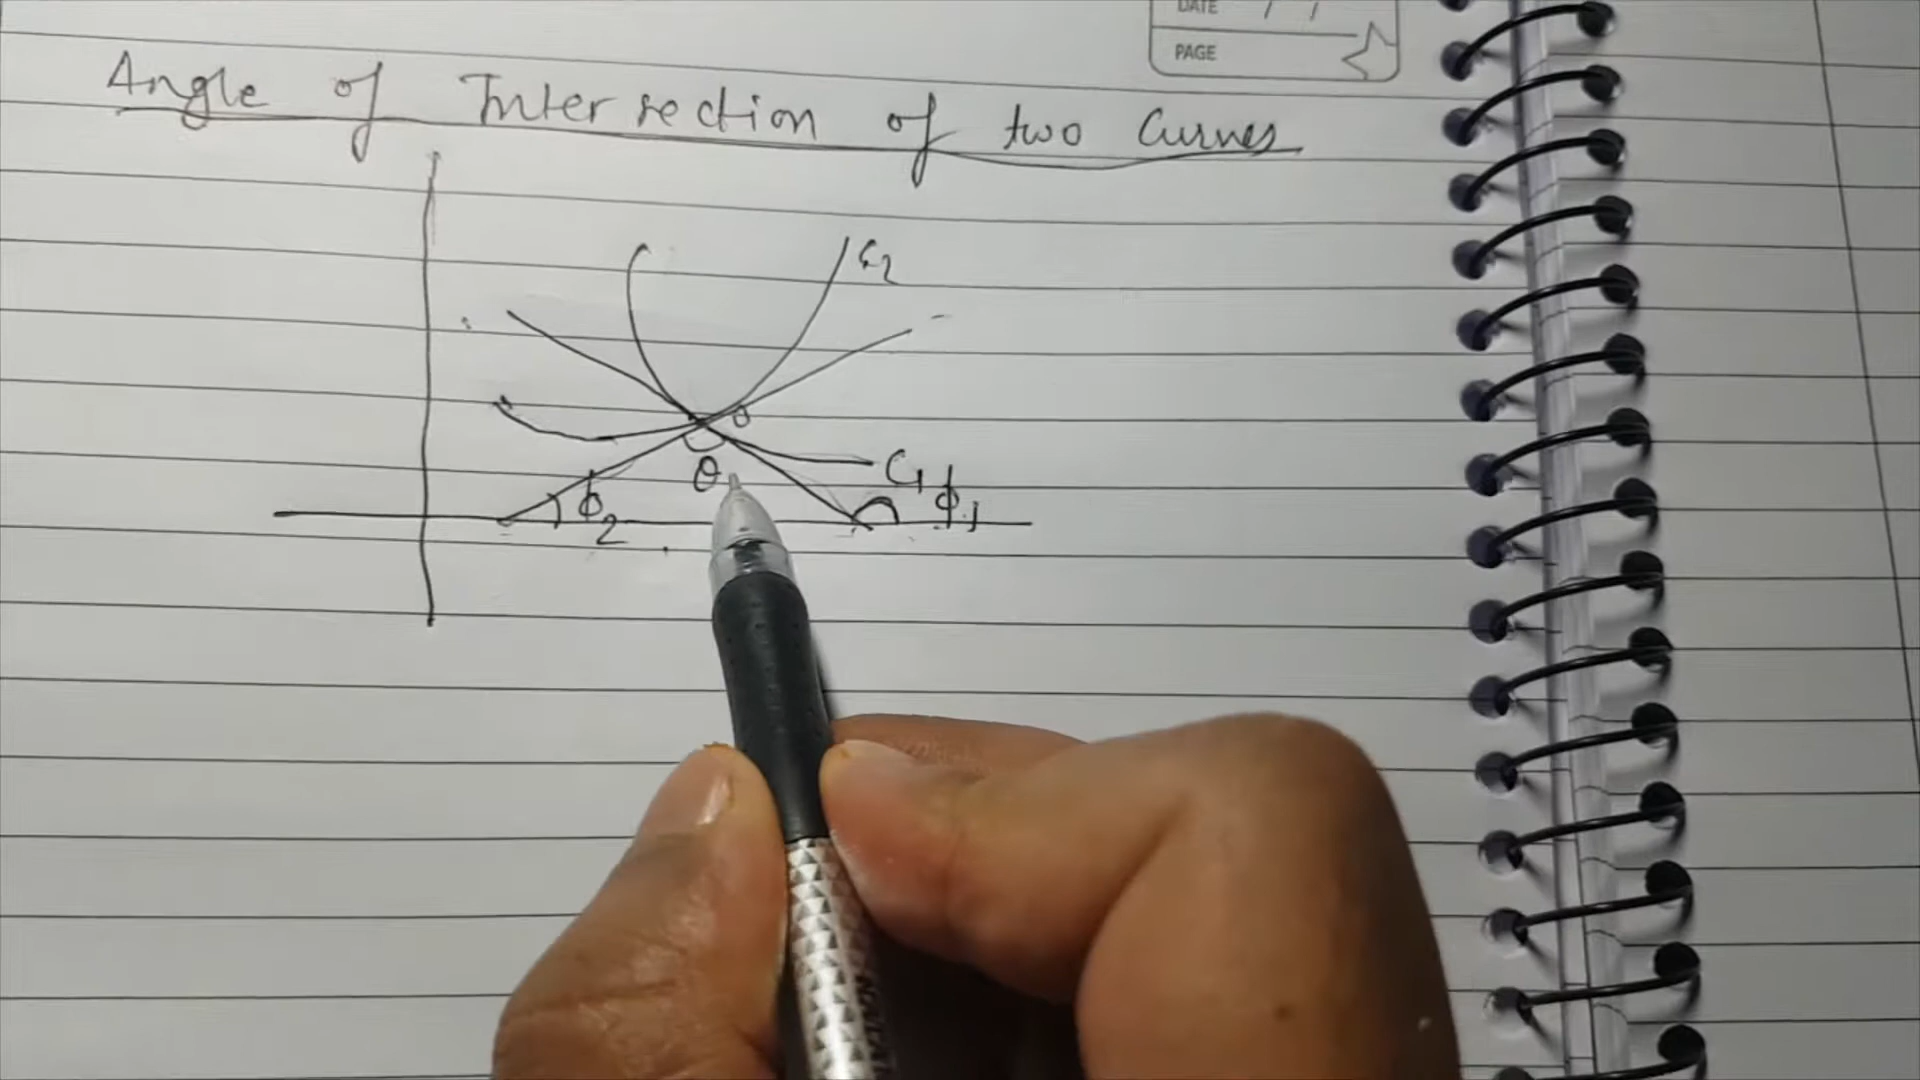 DATE / /
PAGE
Angle of Intersection of two Curves
C2
θ
C1
ϕ2
ϕ1